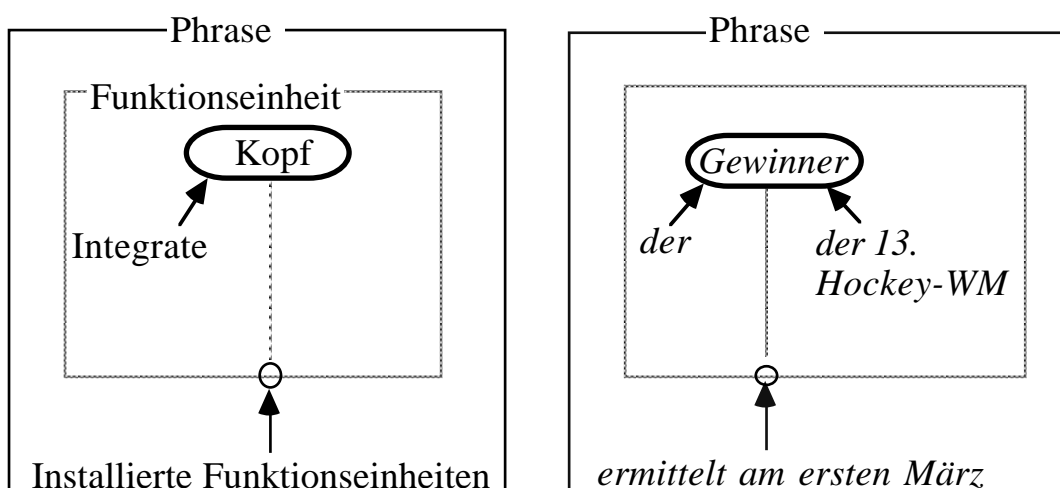 Phrase
Funktionseinheit
Kopf
Integrate
Installierte Funktionseinheiten
Phrase
Gewinner
der
der 13.
Hockey-WM
ermittelt am ersten März